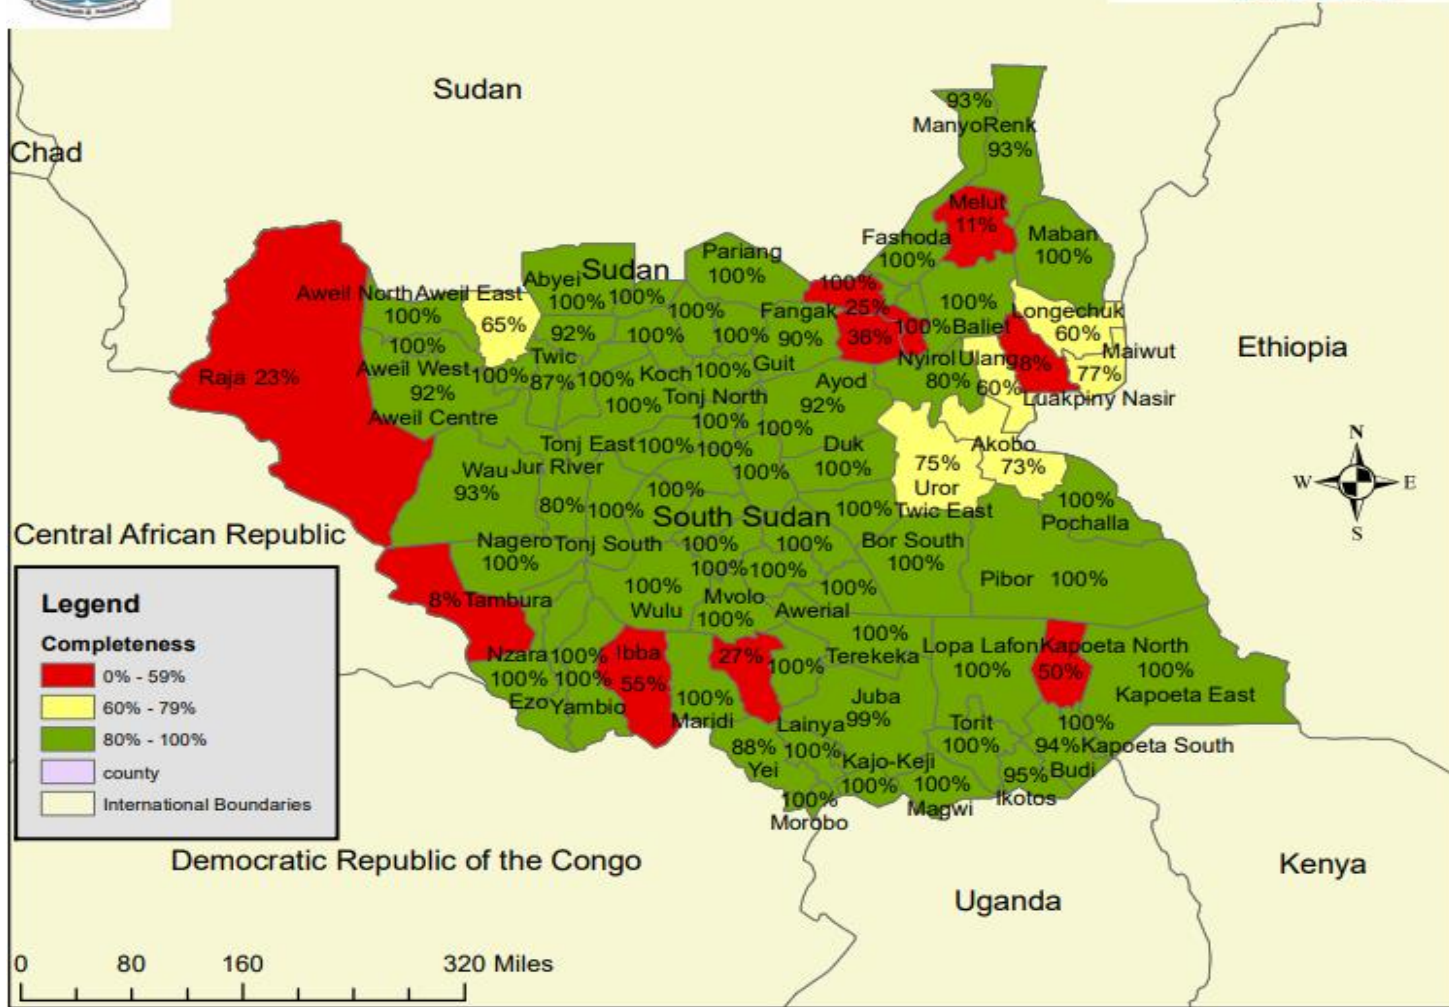 Sudan
Chad
93%
Manyo Renk
93%
Melut
11%
Fashoda
100%
Maban
100%
Pariang
100%
Abyei
Sudan
100%
100%
Aweil North
100%
Aweil East
65%
100%
25%
100%
Fangak
90%
36%
100%
100%
Baliet
Longechuk
60%
Maiwut
77%
Ethiopia
100%
92%
100%
100%
Guit
Nyirol
80%
Ulang
60%
8%
Luakpiny Nasir
Raja 23%
Aweil West
92%
Aweil Centre
100%
Twic
87%
100%
Koch
100%
100%
Tonj North
100%
Ayod
92%
100%
Tonj East
100%
100%
100%
Duk
100%
75%
Uror
Akobo
73%
Wau
93%
Jur River
80%
100%
100%
South Sudan
100%
Twic East
100%
Pochalla
Central African Republic
Nagero
100%
Tonj South
100%
100%
100%
100%
Bor South
100%
Pibor 100%
100%
Wulu
Mvolo
100%
100%
Awerial
8% Tambura
Nzara
100%
Ezo
100%
100%
Yambio
Ibba
55%
100%
Maridi
27%
100%
100%
Terekeka
Lopa Lafon
100%
Kapoeta North
50%
100%
Kapoeta East
Juba
99%
Lainya
100%
88%
Yei
Kajo-Keji
100%
Torit
100%
100%
94%
Kapoeta South
Budi
95%
Ikotos
100%
Magwi
100%
Morobo
N
W
E
S
Legend
Completeness
0% - 59%
60% - 79%
80% - 100%
county
International Boundaries
Democratic Republic of the Congo
Uganda
Kenya
0 80 160 320 Miles